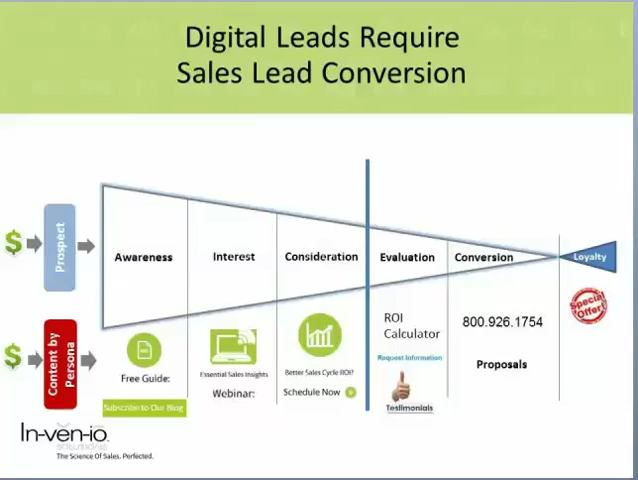 Digital Leads Require
Sales Lead Conversion
$
Prospect
Awareness
Interest
Consideration
Evaluation
Conversion
Loyalty
Special
Offer!
$
Content by
Persona
Free Guide:
Subscribe to Our Blog
Essential Sales Insights
Webinar:
Better Sales Cycle ROI?
Schedule Now
ROI
Calculator
Request Information
Testimonials
800.926.1754
Proposals
In·ven·io.
SOLUTIONS
The Science Of Sales. Perfected.